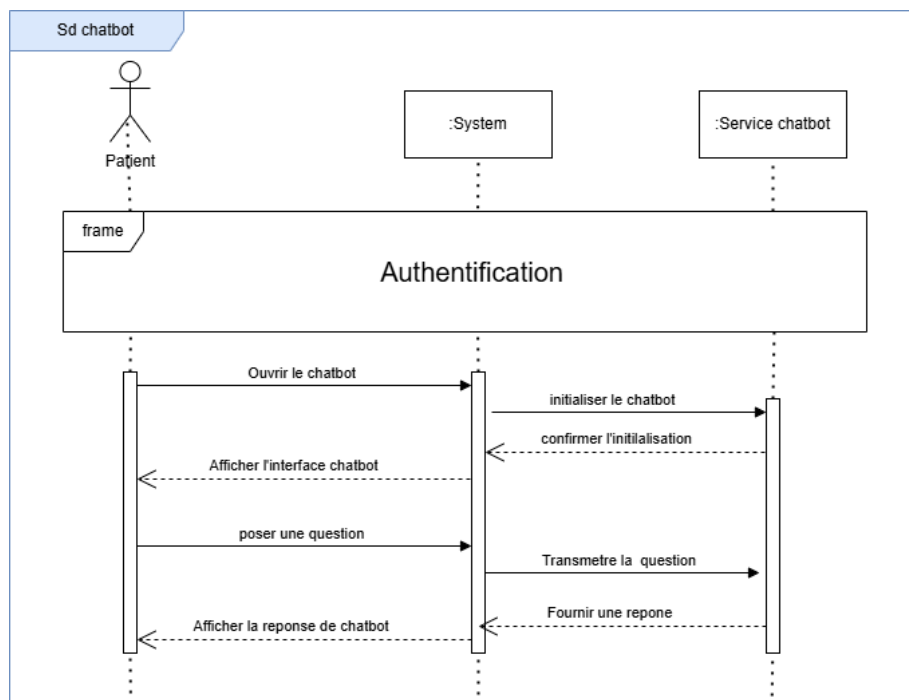 Sd chatbot
Patient
:System
:Service chatbot
frame
Authentification
Ouvrir le chatbot
initialiser le chatbot
confirmer l'initilalisation
Afficher l'interface chatbot
poser une question
Transmetre la question
Fournir une repone
Afficher la reponse de chatbot